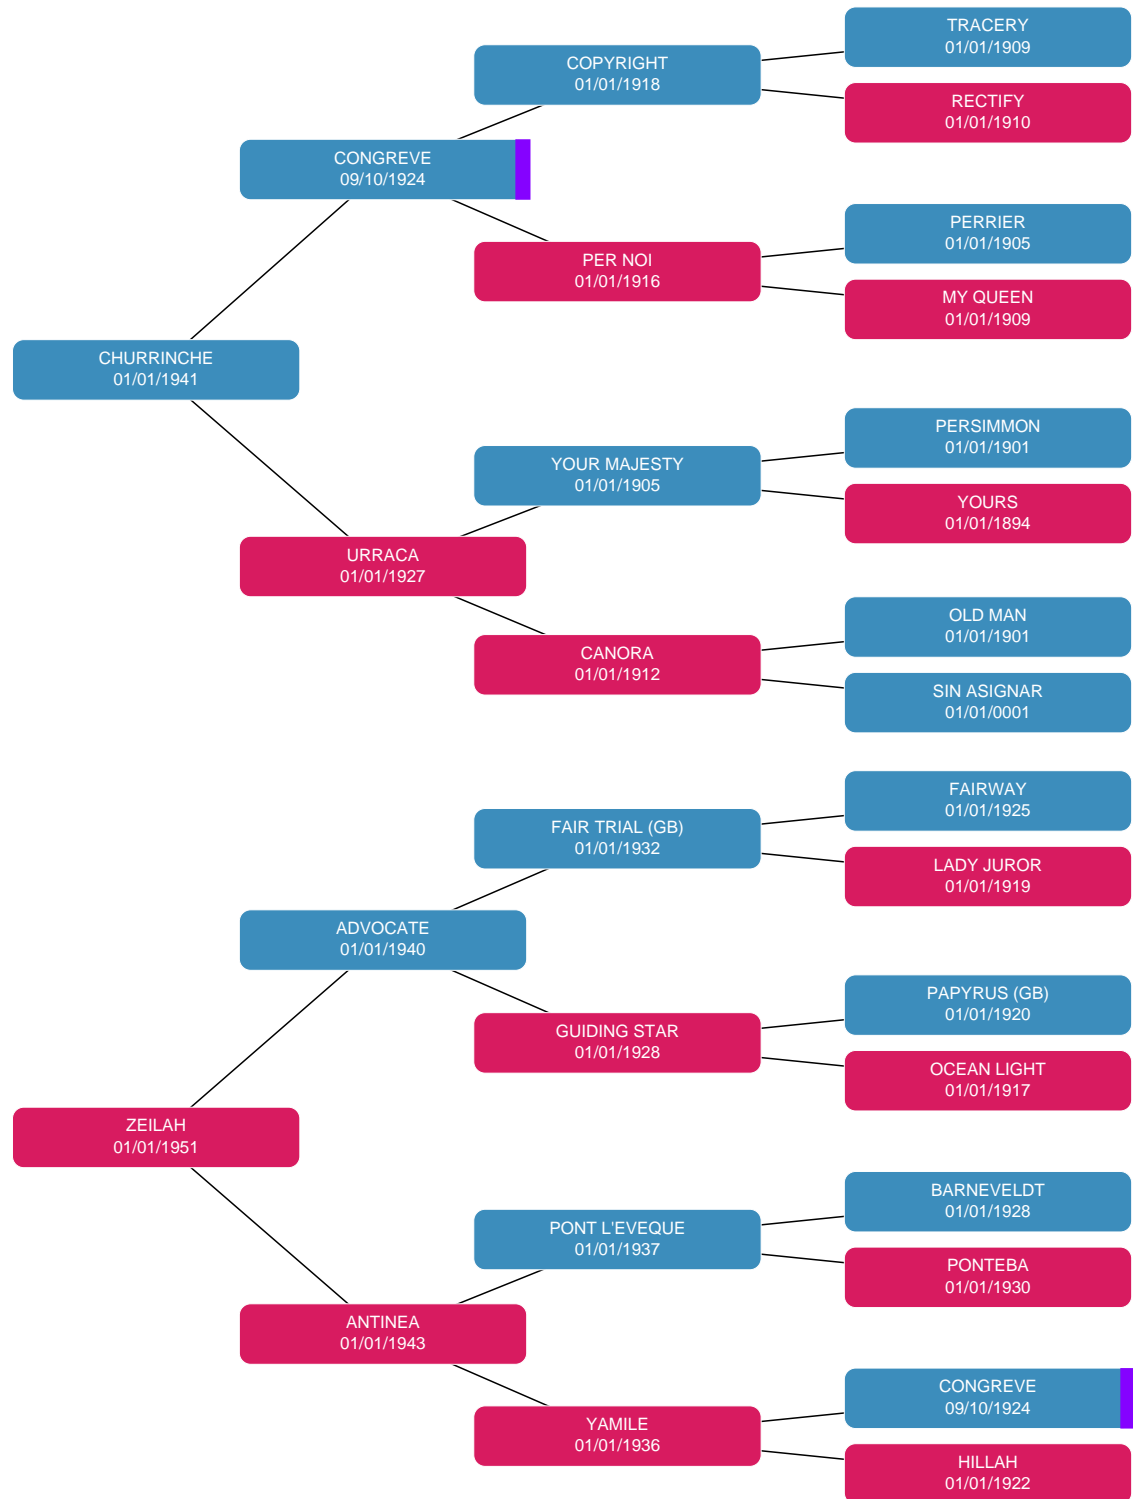 TRACERY
01/01/1909
COPYRIGHT
01/01/1918
RECTIFY
01/01/1910
CONGREVE
09/10/1924
PERRIER
01/01/1905
PER NOI
01/01/1916
MY QUEEN
01/01/1909
CHURRINCHE
01/01/1941
PERSIMMON
01/01/1901
YOUR MAJESTY
01/01/1905
YOURS
01/01/1894
URRACA
01/01/1927
OLD MAN
01/01/1901
CANORA
01/01/1912
SIN ASIGNAR
01/01/0001
FAIRWAY
01/01/1925
FAIR TRIAL (GB)
01/01/1932
LADY JUROR
01/01/1919
ADVOCATE
01/01/1940
PAPYRUS (GB)
01/01/1920
GUIDING STAR
01/01/1928
OCEAN LIGHT
01/01/1917
ZEILAH
01/01/1951
BARNEVELDT
01/01/1928
PONT L'EVEQUE
01/01/1937
PONTEBA
01/01/1930
ANTINEA
01/01/1943
CONGREVE
09/10/1924
YAMILE
01/01/1936
HILLAH
01/01/1922